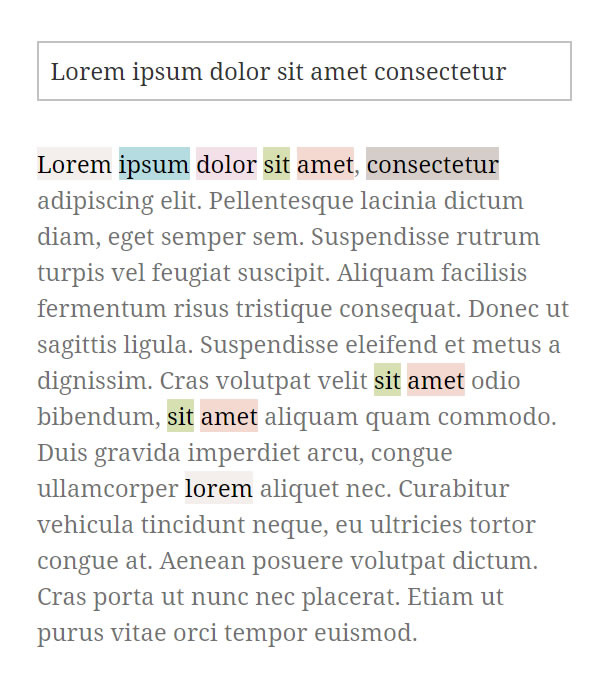 Lorem ipsum dolor sit amet consectetur
Lorem ipsum dolor sit amet, consectetur
adipiscing elit. Pellentesque lacinia dictum
diam, eget semper sem. Suspendisse rutrum
turpis vel feugiat suscipit. Aliquam facilisis
fermentum risus tristique consequat. Donec ut
sagittis ligula. Suspendisse eleifend et metus a
dignissim. Cras volutpat velit sit amet odio
bibendum, sit amet aliquam quam commodo.
Duis gravida imperdiet arcu, congue
ullamcorper lorem aliquet nec. Curabitur
vehicula tincidunt neque, eu ultricies tortor
congue at. Aenean posuere volutpat dictum.
Cras porta ut nunc nec placerat. Etiam ut
purus vitae orci tempor euismod.